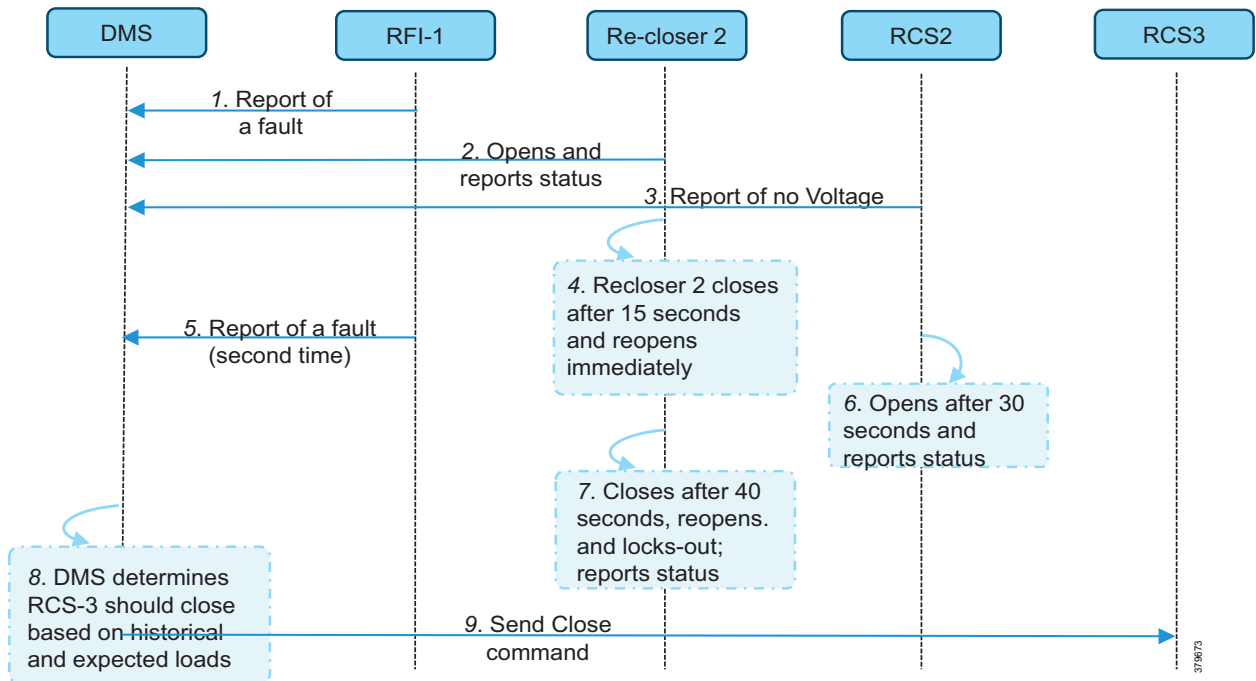 DMS
RFI-1
Re-closer 2
RCS2
RCS3
1. Report of
a fault
2. Opens and
reports status
3. Report of no Voltage
4. Recloser 2 closes
after 15 seconds
and reopens
immediately
5. Report of a fault
(second time)
6. Opens after 30
seconds and
reports status
7. Closes after 40
seconds, reopens.
and locks-out;
reports status
8. DMS determines
RCS-3 should close
based on historical
and expected loads
9. Send Close
command
379673